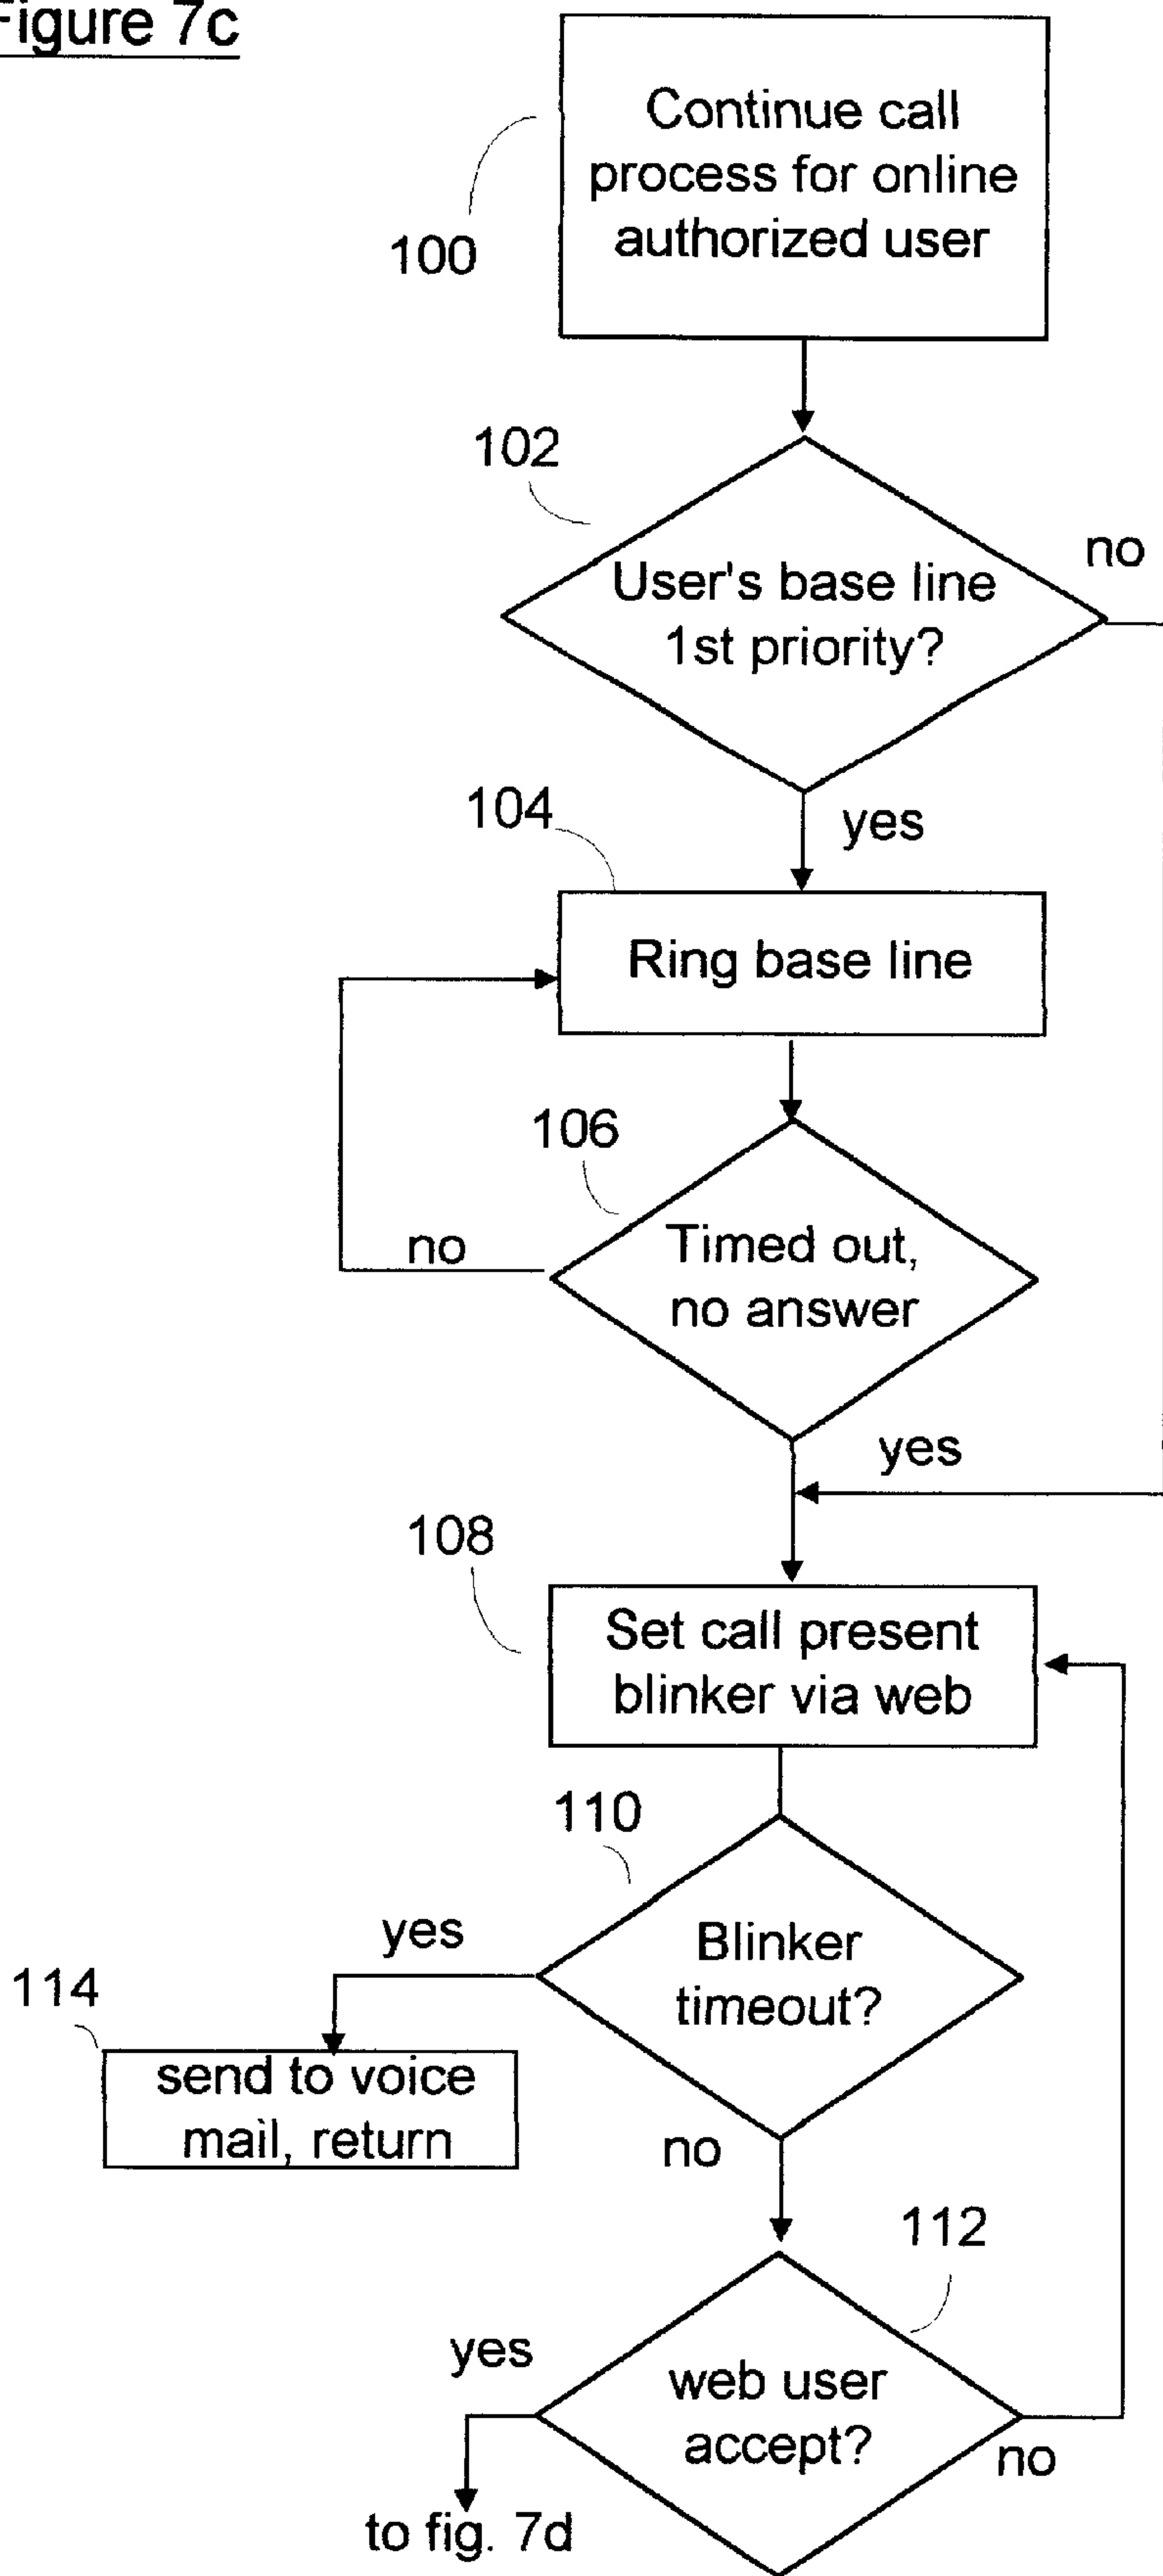 Figure 7c
Continue call
process for online
authorized user
100
102
no
User's base line
1st priority?
yes
104
Ring base line
106
no
Timed out,
no answer
yes
108
Set call present
blinker via web
110
yes
Blinker
timeout?
114
send to voice
mail, return
no
112
yes
web user
accept?
no
to fig. 7d